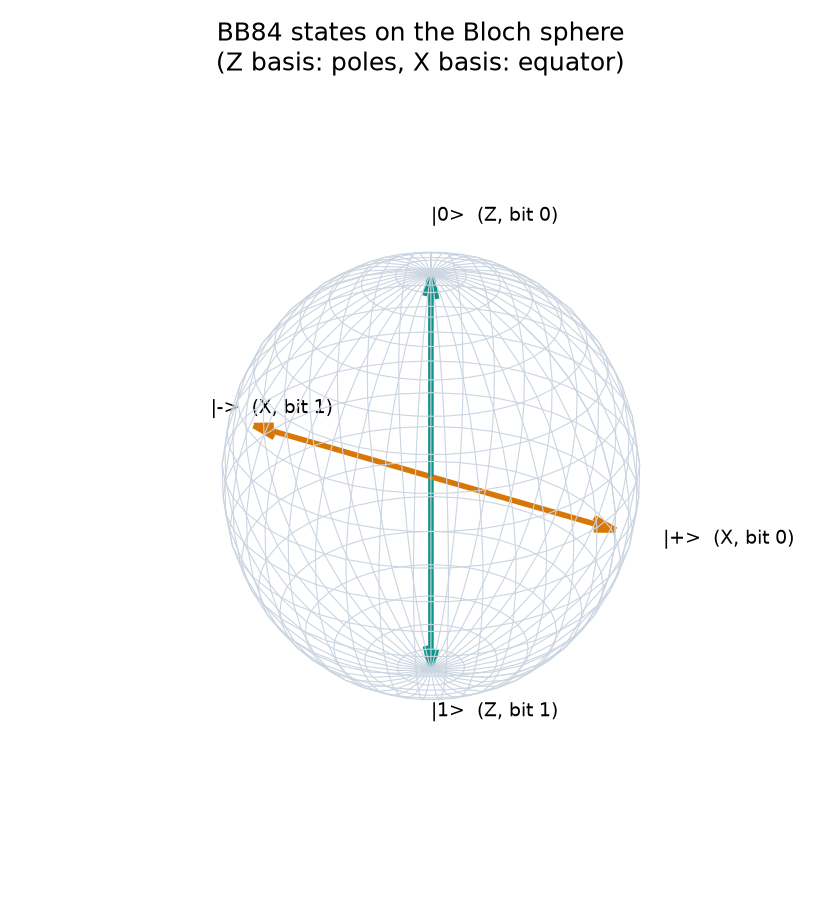 BB84 states on the Bloch sphere
(Z basis: poles, X basis: equator)
|0>  (Z, bit 0)
|->  (X, bit 1)
|+>  (X, bit 0)
|1>  (Z, bit 1)